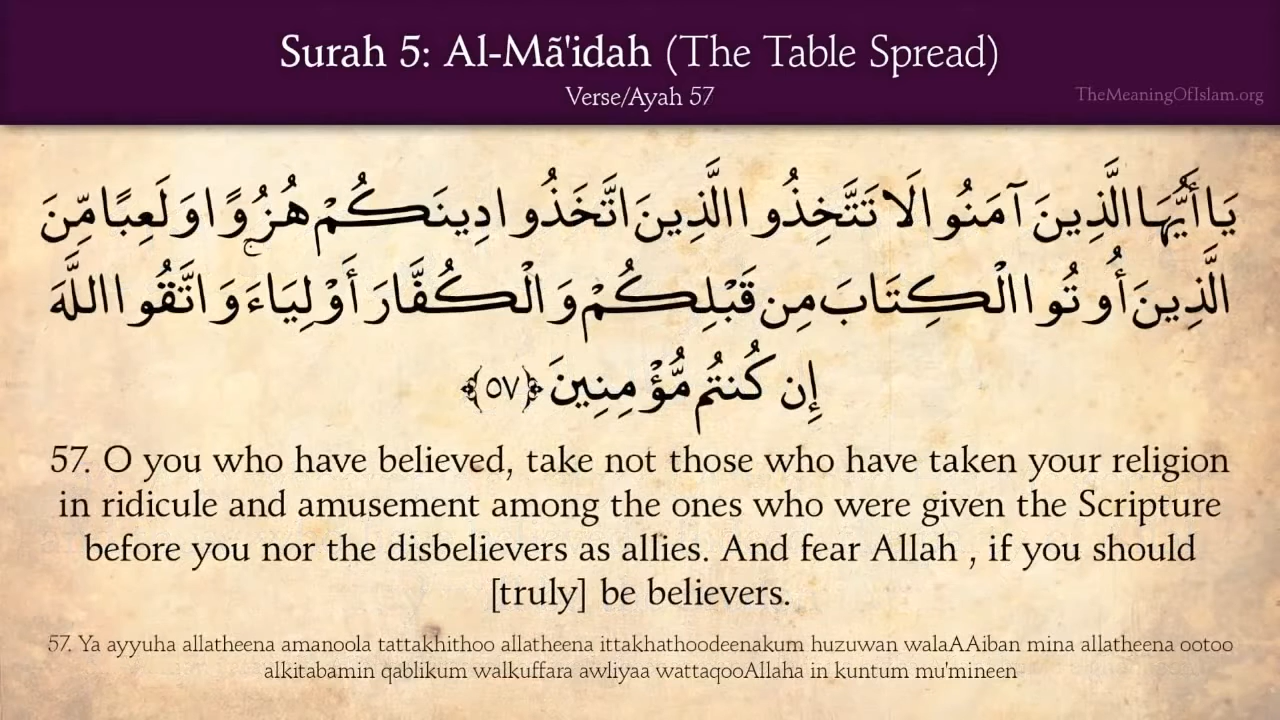 Surah 5: Al-Mã'idah (The Table Spread)
Verse/Ayah 57
TheMeaningOfIslam.org
يَا أَيُّهَا الَّذِينَ آمَنُوا لَا تَتَّخِذُوا الَّذِينَ اتَّخَذُوا دِينَكُمْ هُزُوًا وَلَعِبًا مِّنَ
الَّذِينَ أُوتُوا الْكِتَابَ مِن قَبْلِكُمْ وَالْكُفَّارَ أَوْلِيَاءَ وَاتَّقُوا اللَّهَ
إِن كُنتُم مُّؤْمِنِينَ ﴿٥٧﴾
57. O you who have believed, take not those who have taken your religion
in ridicule and amusement among the ones who were given the Scripture
before you nor the disbelievers as allies. And fear Allah , if you should
[truly] be believers.
57. Ya ayyuha allatheena amanoola tattakhithoo allatheena ittakhathoodeenakum huzuwan walaAAiban mina allatheena ootoo
alkitabamin qablikum walkuffara awliyaa wattaqooAllaha in kuntum mu'mineen